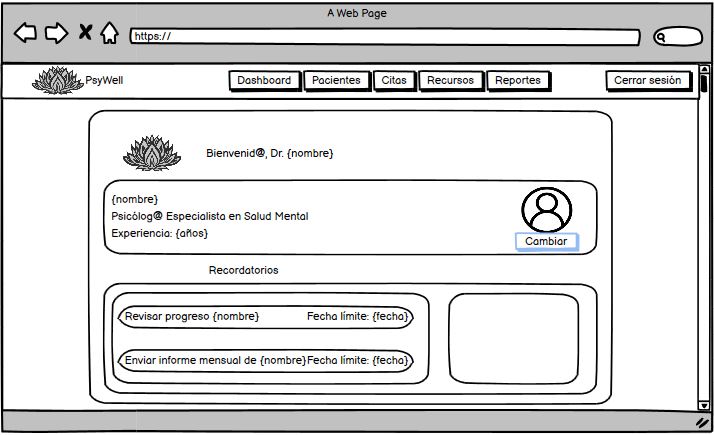 A Web Page
https://
PsyWell
Dashboard Pacientes Citas Recursos Reportes Cerrar sesión
Bienvenid@, Dr. {nombre}
{nombre}
Psicólog@ Especialista en Salud Mental
Experiencia: {años}
Cambiar
Recordatorios
Revisar progreso {nombre} Fecha límite: {fecha}
Enviar informe mensual de {nombre} Fecha límite: {fecha}